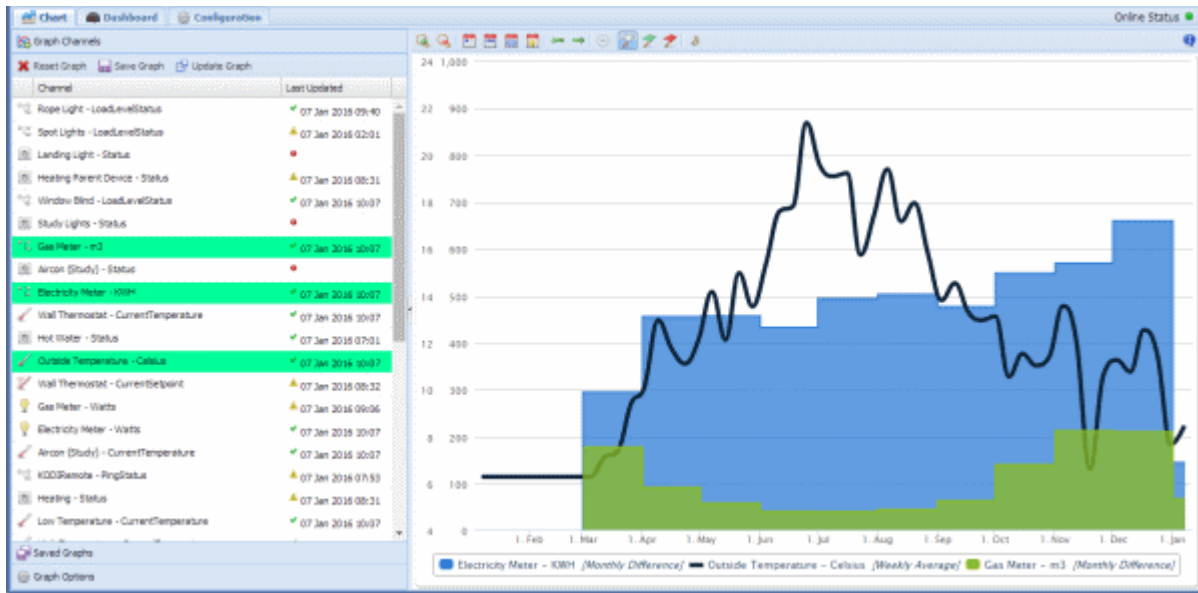 Chart Dashboard Configuration Online Status
Graph Channels
Reset Graph Save Graph Update Graph
Channel Last Updated
Rope Light - LoadLevelStatus 07 Jan 2016 09:40
Spot Lights - LoadLevelStatus 07 Jan 2016 02:01
Landing Light - Status
Heating Parent Device - Status 07 Jan 2016 08:31
Window Blind - LoadLevelStatus 07 Jan 2016 10:07
Study Lights - Status
Gas Meter - m3 07 Jan 2016 10:07
Aircon (Study) - Status
Electricity Meter - KWH 07 Jan 2016 10:07
Wall Thermostat - CurrentTemperature 07 Jan 2016 10:07
Hot Water - Status 07 Jan 2016 07:01
Outside Temperature - Celsius 07 Jan 2016 10:07
Wall Thermostat - CurrentSetpoint 07 Jan 2016 08:32
Gas Meter - Watts 07 Jan 2016 09:06
Electricity Meter - Watts 07 Jan 2016 10:07
Aircon (Study) - CurrentTemperature 07 Jan 2016 10:07
KODIRemote - PingStatus 07 Jan 2016 07:53
Heating - Status 07 Jan 2016 08:31
Low Temperature - CurrentTemperature 07 Jan 2016 10:07
Saved Graphs
Graph Options
24 1,000
22 900
20 800
18 700
16 600
14 500
12 400
10 300
8 200
6 100
4 0
1. Feb 1. Mar 1. Apr 1. May 1. Jun 1. Jul 1. Aug 1. Sep 1. Oct 1. Nov 1. Dec 1. Jan
Electricity Meter - KWH [Monthly Difference] Outside Temperature - Celsius [Weekly Average] Gas Meter - m3 [Monthly Difference]